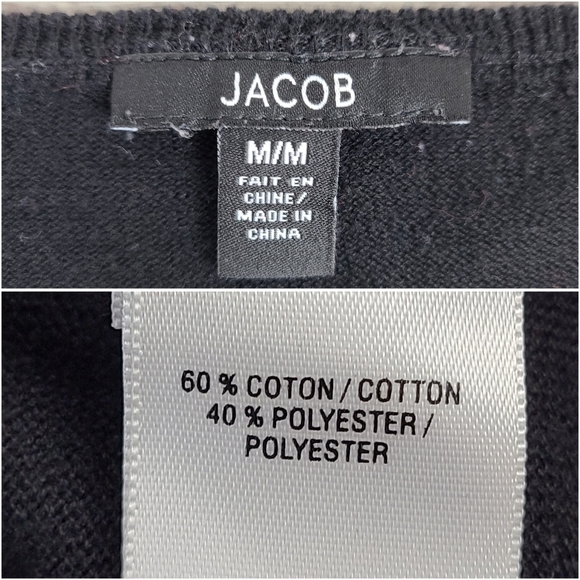 JACOB
M/M
FAIT EN
CHINE/
MADE IN
CHINA
60 % COTON / COTTON
40 % POLYESTER /
POLYESTER